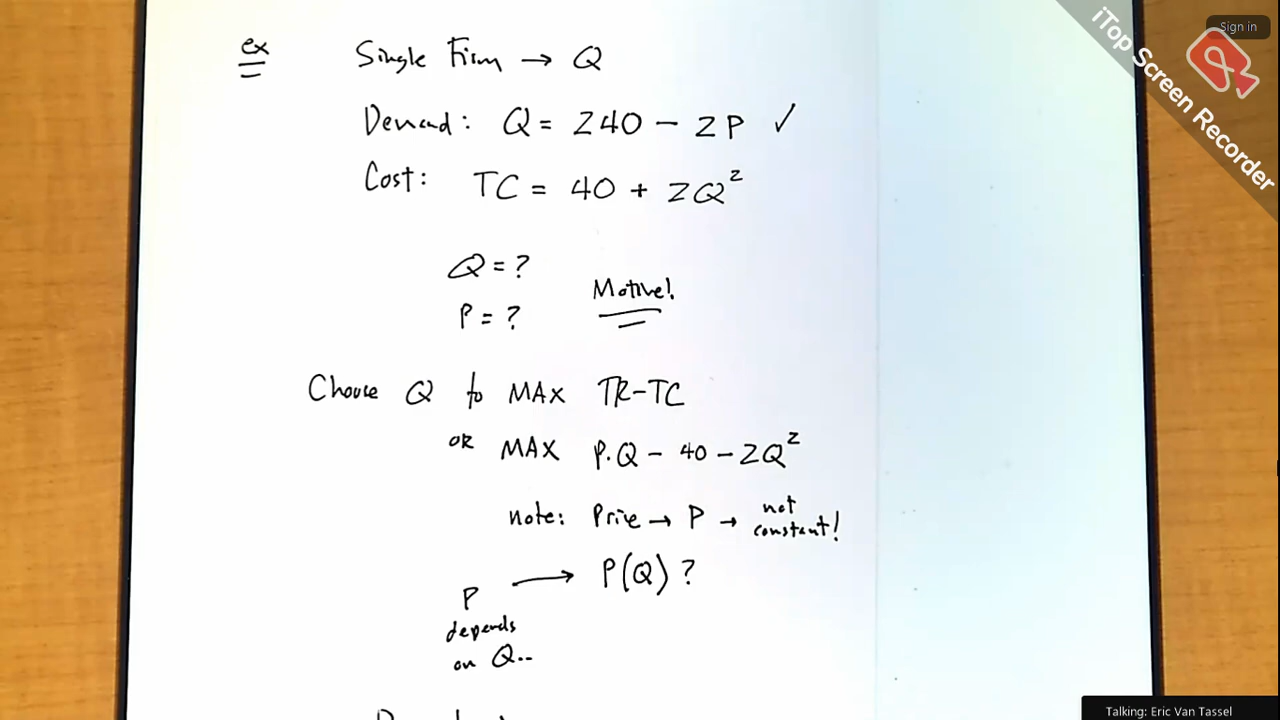 ex Single Firm → Q
Demand: Q = 240 - 2P ✓
Cost: TC = 40 + 2Q²
Q = ?
P = ? Motive!
Choose Q to MAX TR-TC
OR MAX P.Q - 40 - 2Q²
note: Price → P → not constant!
P → P(Q) ?
depends
on Q..
iTop Screen Recorder
Sign in
Talking: Eric Van Tassel